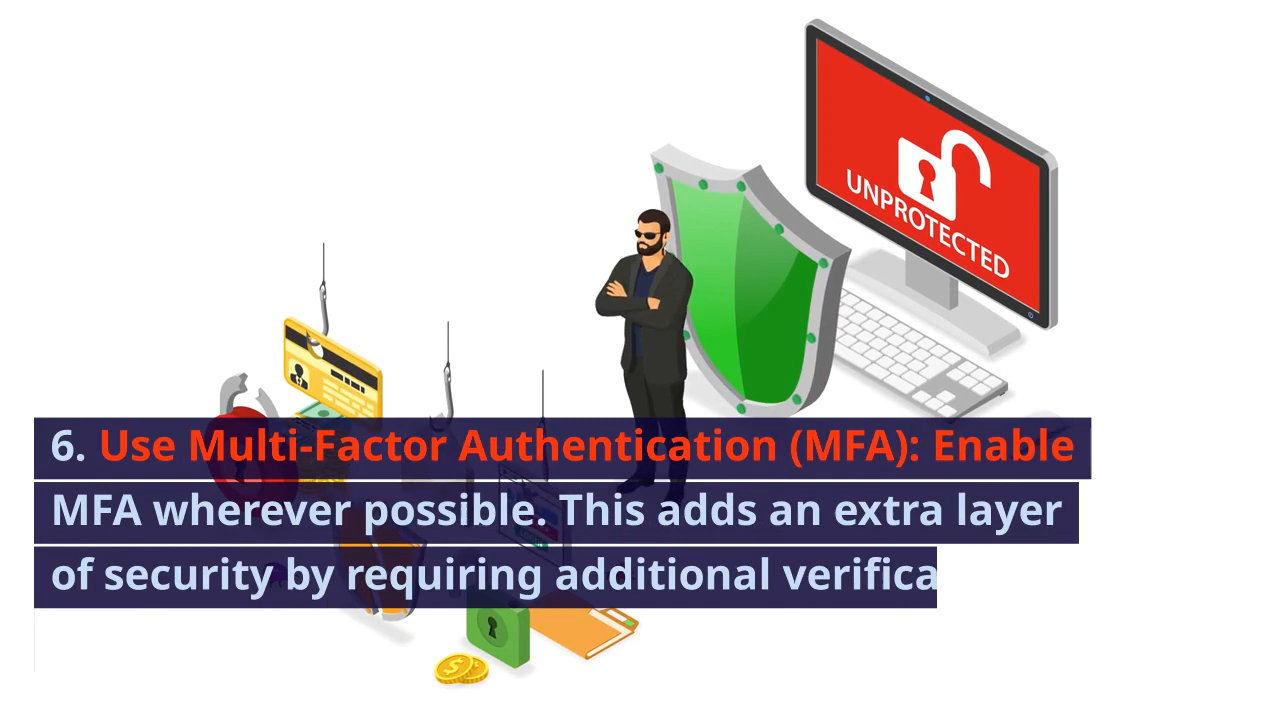 UNPROTECTED
6. Use Multi-Factor Authentication (MFA): Enable
MFA wherever possible. This adds an extra layer
of security by requiring additional verifica